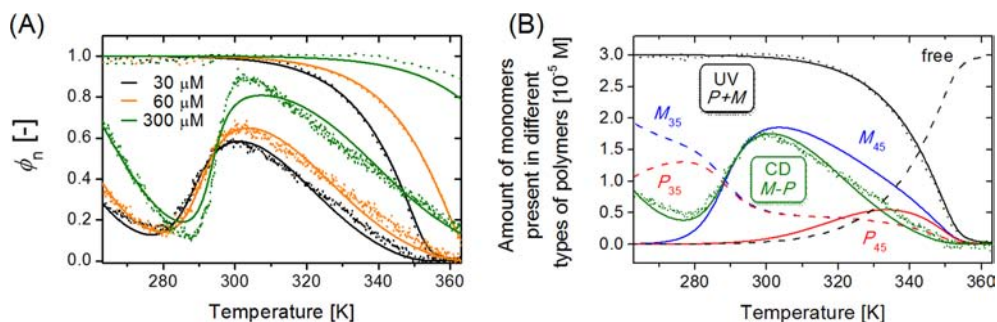 (A)
1.0
0.8
0.6
0.4
0.2
0.0
ϕn [-]
30 μM
60 μM
300 μM
280
300
320
340
360
Temperature [K]
(B)
Amount of monomers
present in different
types of polymers [10-5 M]
3.0
2.5
2.0
1.5
1.0
0.5
0.0
free
UV
P+M
M35
M45
P35
CD
M-P
P45
280
300
320
340
360
Temperature [K]